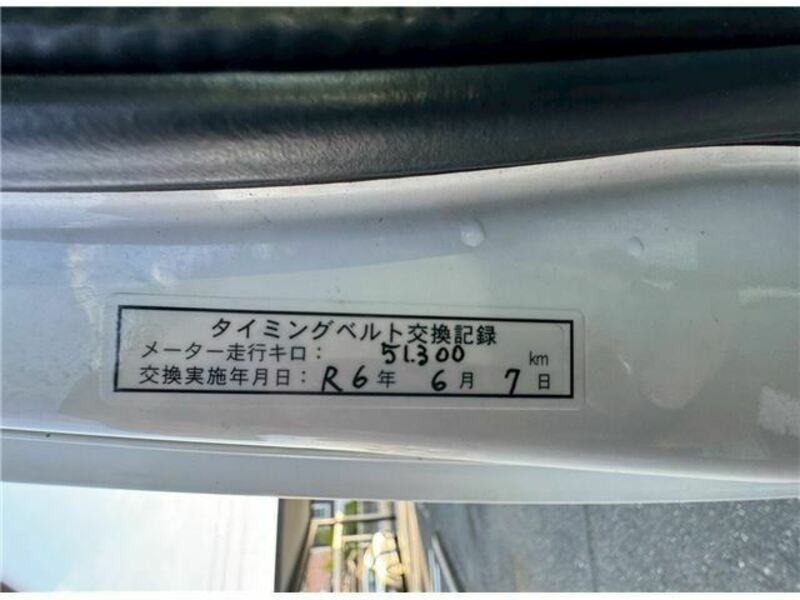 タイミングベルト交換記録
メーター走行キロ： 51.300 km
交換実施年月日： R6年 6月 7日